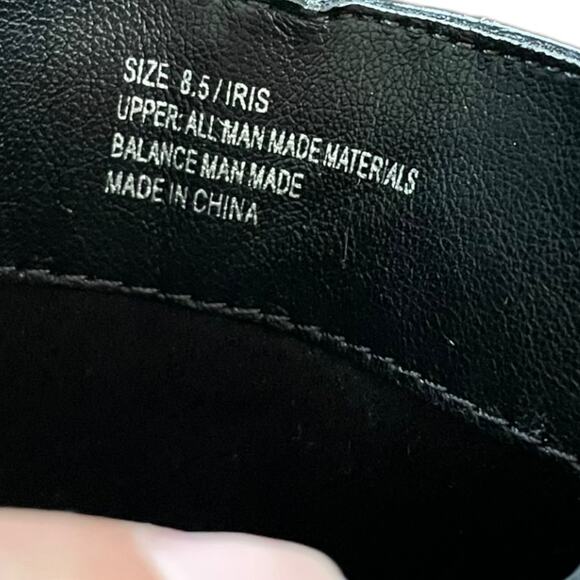 SIZE 8.5/IRIS
UPPER: ALL MAN MADE MATERIALS
BALANCE MAN MADE
MADE IN CHINA